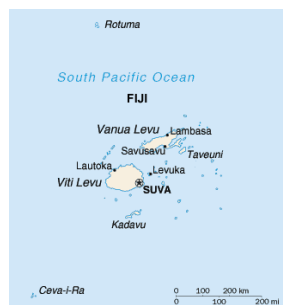 Rotuma
South Pacific Ocean
FIJI
Vanua Levu
Lambasa
Savusavu
Taveuni
Lautoka
Levuka
Viti Levu
SUVA
Kadavu
Ceva-I-Ra
0 100 200 km
0 100 200 mi